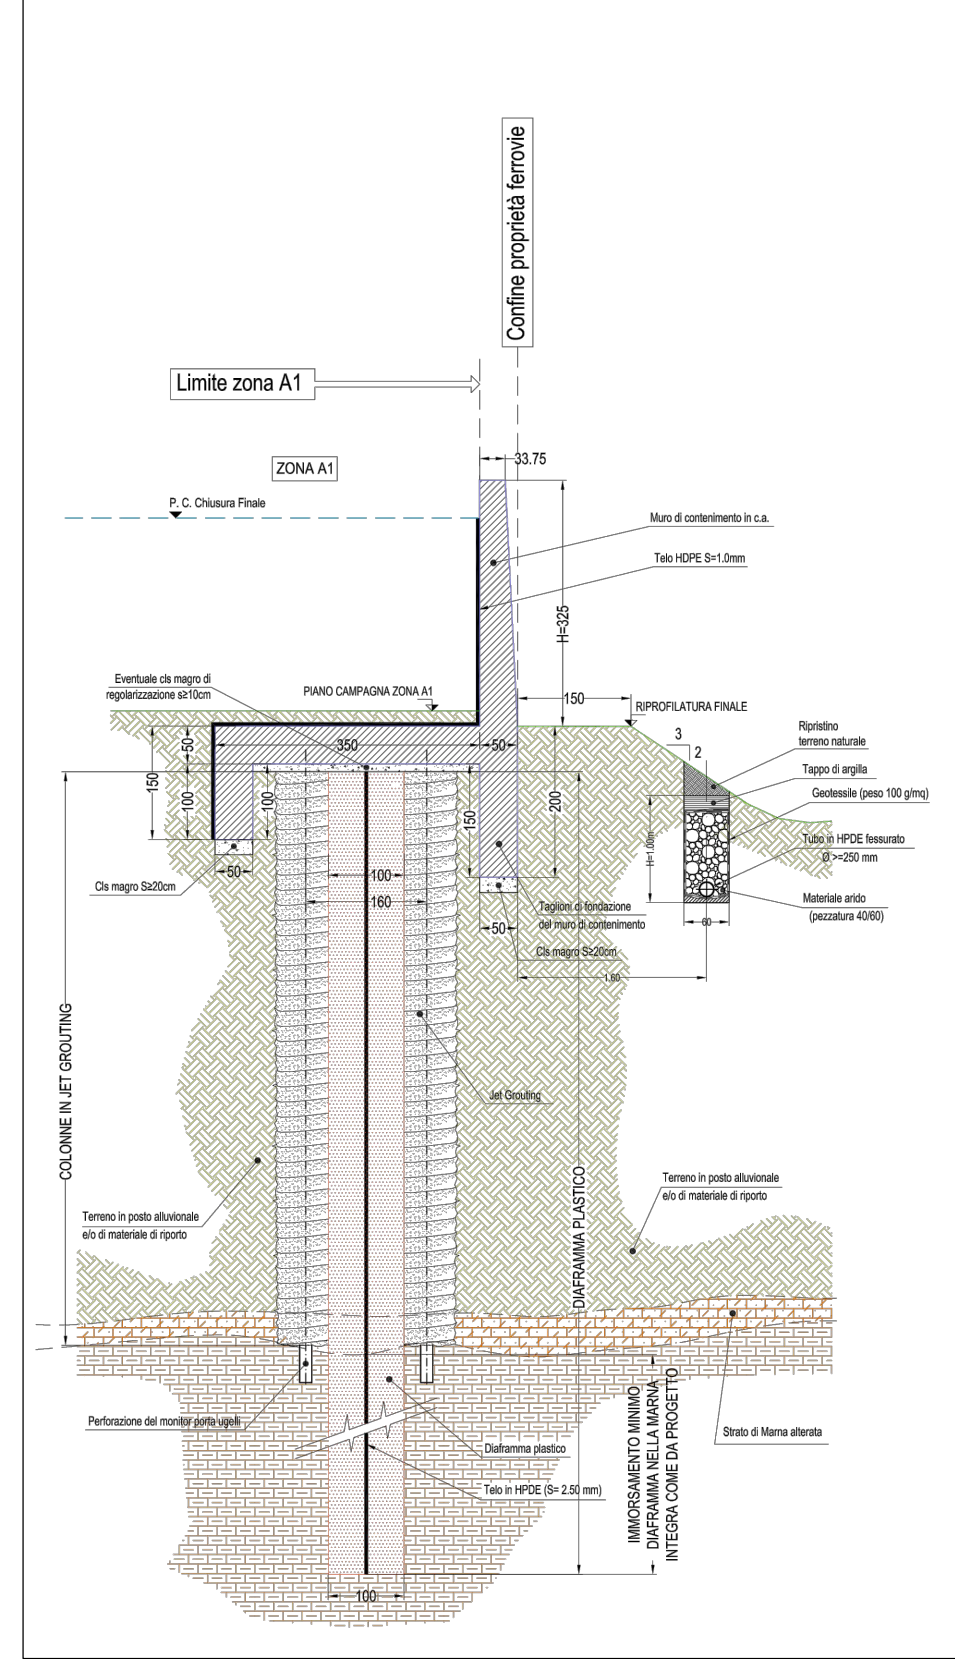 Confine proprietà ferrovie
Limite zona A1
ZONA A1
33.75
P. C. Chiusura Finale
Muro di contenimento in c.a.
Telo HDPE S=1.0mm
H=325
Eventuale cls magro di
regolarizzazione s≥10cm
PIANO CAMPAGNA ZONA A1
150
RIPROFILATURA FINALE
3
2
Ripristino
terreno naturale
Tappo di argilla
Geotessile (peso 100 g/mq)
Tubo in HPDE fessurato
Ø >=250 mm
Materiale arido
(pezzatura 40/60)
350
50
50
150
100
100
150
200
H=1.00m
50
Cls magro S≥20cm
100
160
Taglioni di fondazione
del muro di contenimento
60
50
Cls magro S≥20cm
1.60
COLONNE IN JET GROUTING
Jet Grouting
DIAFRAMMA PLASTICO
Terreno in posto alluvionale
e/o di materiale di riporto
Terreno in posto alluvionale
e/o di materiale di riporto
Perforazione del monitor porta ugelli
Diaframma plastico
Strato di Marna alterata
Telo in HPDE (S= 2.50 mm)
IMMORSAMENTO MINIMO
DIAFRAMMA NELLA MARNA
INTEGRA COME DA PROGETTO
100